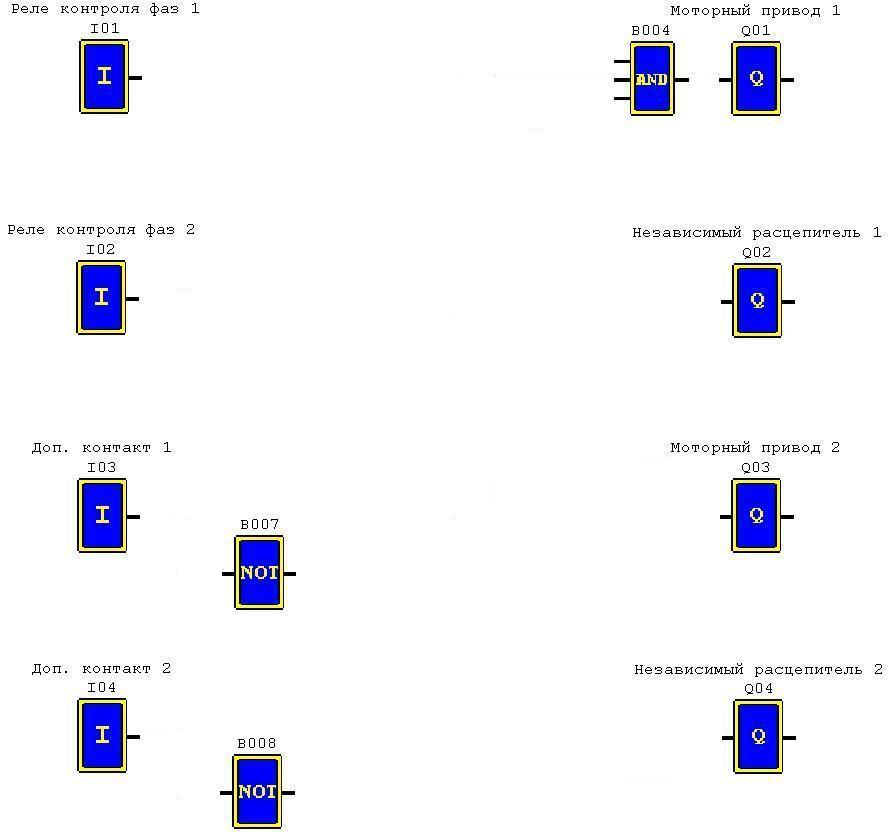 Реле контроля фаз 1
I01
I
Моторный привод 1
B004
Q01
AND
Q
Реле контроля фаз 2
I02
I
Независимый расцепитель 1
Q02
Q
Доп. контакт 1
I03
I
Моторный привод 2
Q03
Q
B007
NOT
Доп. контакт 2
I04
I
Независимый расцепитель 2
Q04
Q
B008
NOT